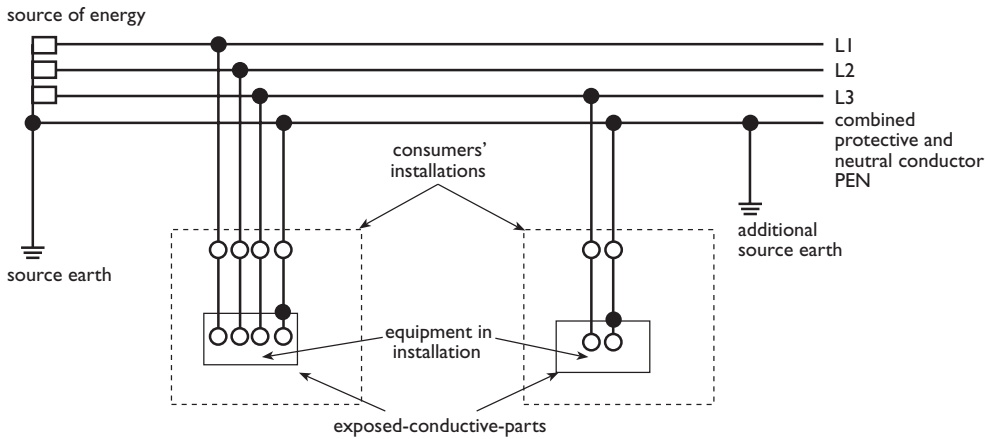 source of energy
L1
L2
L3
combined
protective and
neutral conductor
PEN
consumers’
installations
additional
source earth
source earth
equipment in
installation
exposed-conductive-parts